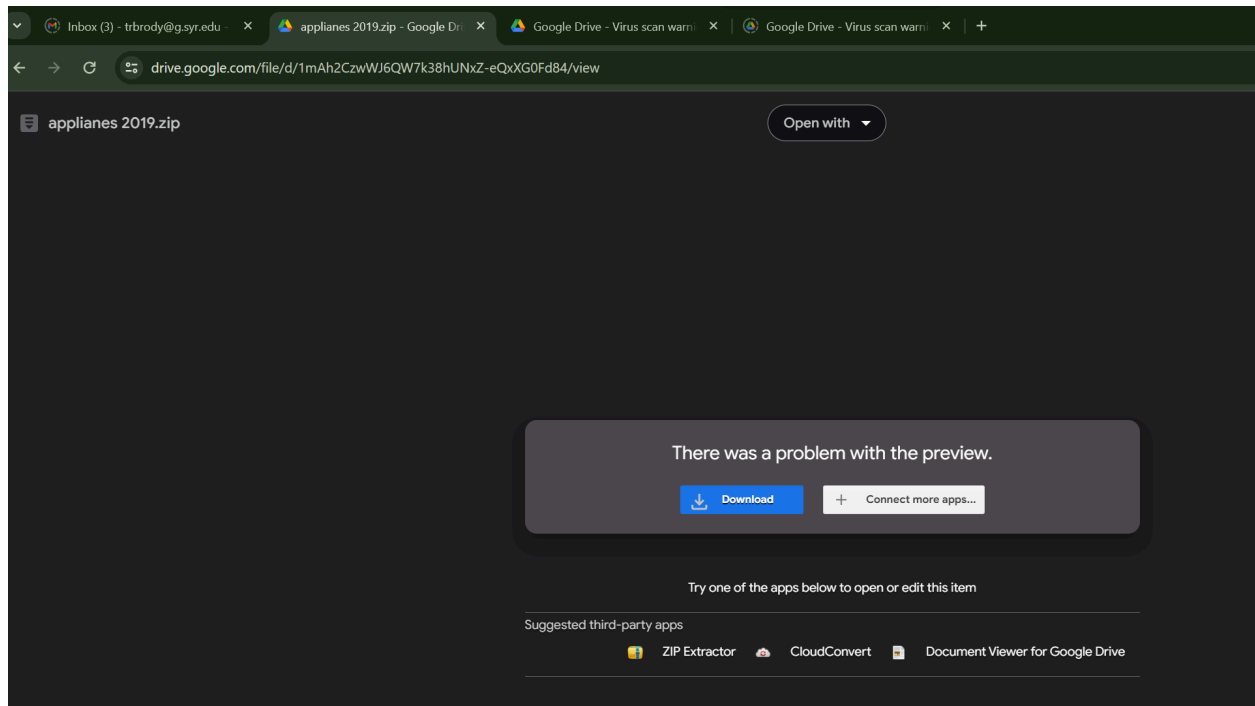 Inbox (3) - trbrody@g.syr.edu -
applianes 2019.zip - Google Dri
Google Drive - Virus scan warni
Google Drive - Virus scan warni
drive.google.com/file/d/1mAh2CzwWJ6QW7k38hUNxZ-eQxXG0Fd84/view
applianes 2019.zip
Open with
There was a problem with the preview.
Download
Connect more apps...
Try one of the apps below to open or edit this item
Suggested third-party apps
ZIP Extractor
CloudConvert
Document Viewer for Google Drive